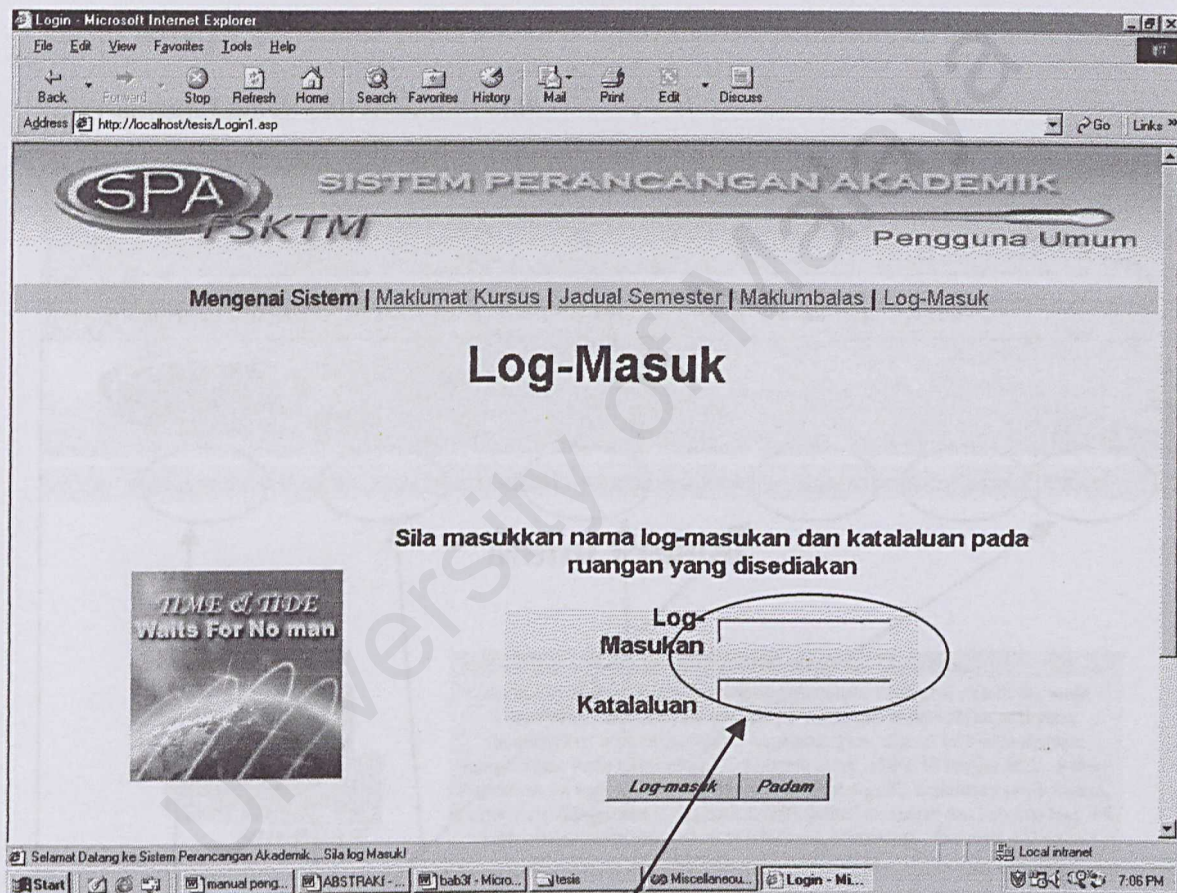 Login - Microsoft Internet Explorer
File Edit View Favorites Tools Help
Back Forward Stop Refresh Home Search Favorites History Mail Print Edit Discuss
Address http://localhost/tesis/Login1.asp Go Links »
SPA SISTEM PERANCANGAN AKADEMIK
FSKTM
Pengguna Umum
Mengenai Sistem | Maklumat Kursus | Jadual Semester | Maklumbalas | Log-Masuk
Log-Masuk
Sila masukkan nama log-masukan dan katalaluan pada
ruangan yang disediakan
TIME & TIDE
Waits For No man
Log-
Masukan
Katalaluan
Log-masuk Padam
Selamat Datang ke Sistem Perancangan Akademik....Sila log Masuk! Local intranet
Start manual peng... ABSTRAKf - ... bab3f - Micro... tesis Miscellaneou... Login - Mi... 7:06 PM
University of Malaya